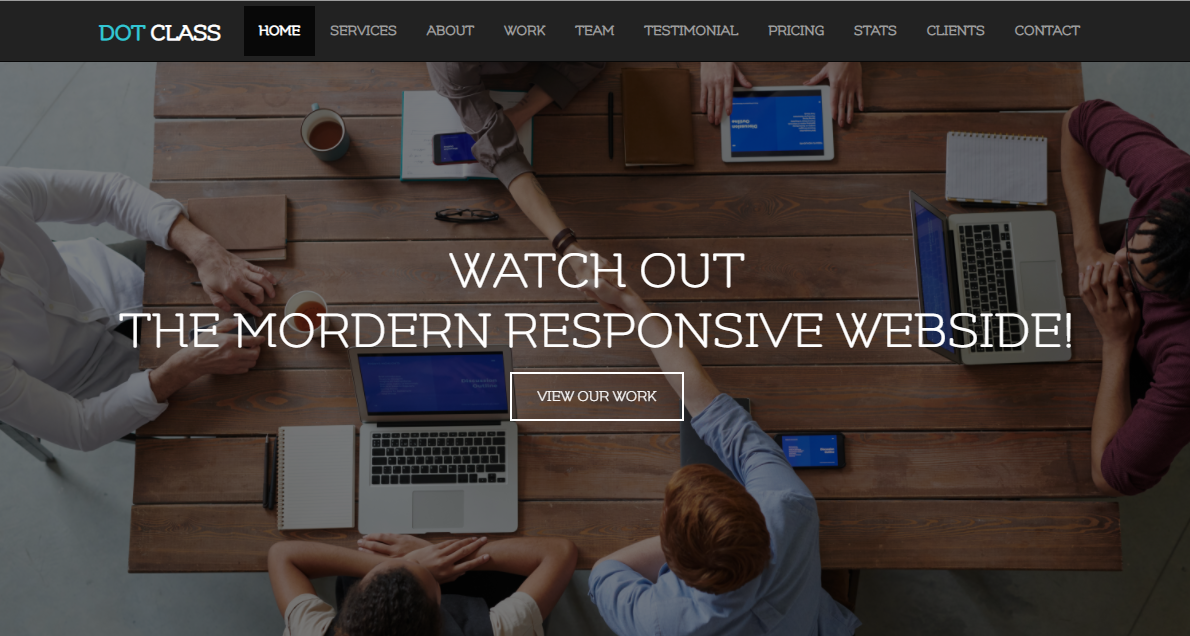 DOT CLASS HOME SERVICES ABOUT WORK TEAM TESTIMONIAL PRICING STATS CLIENTS CONTACT
WATCH OUT
THE MORDERN RESPONSIVE WEBSIDE!
VIEW OUR WORK